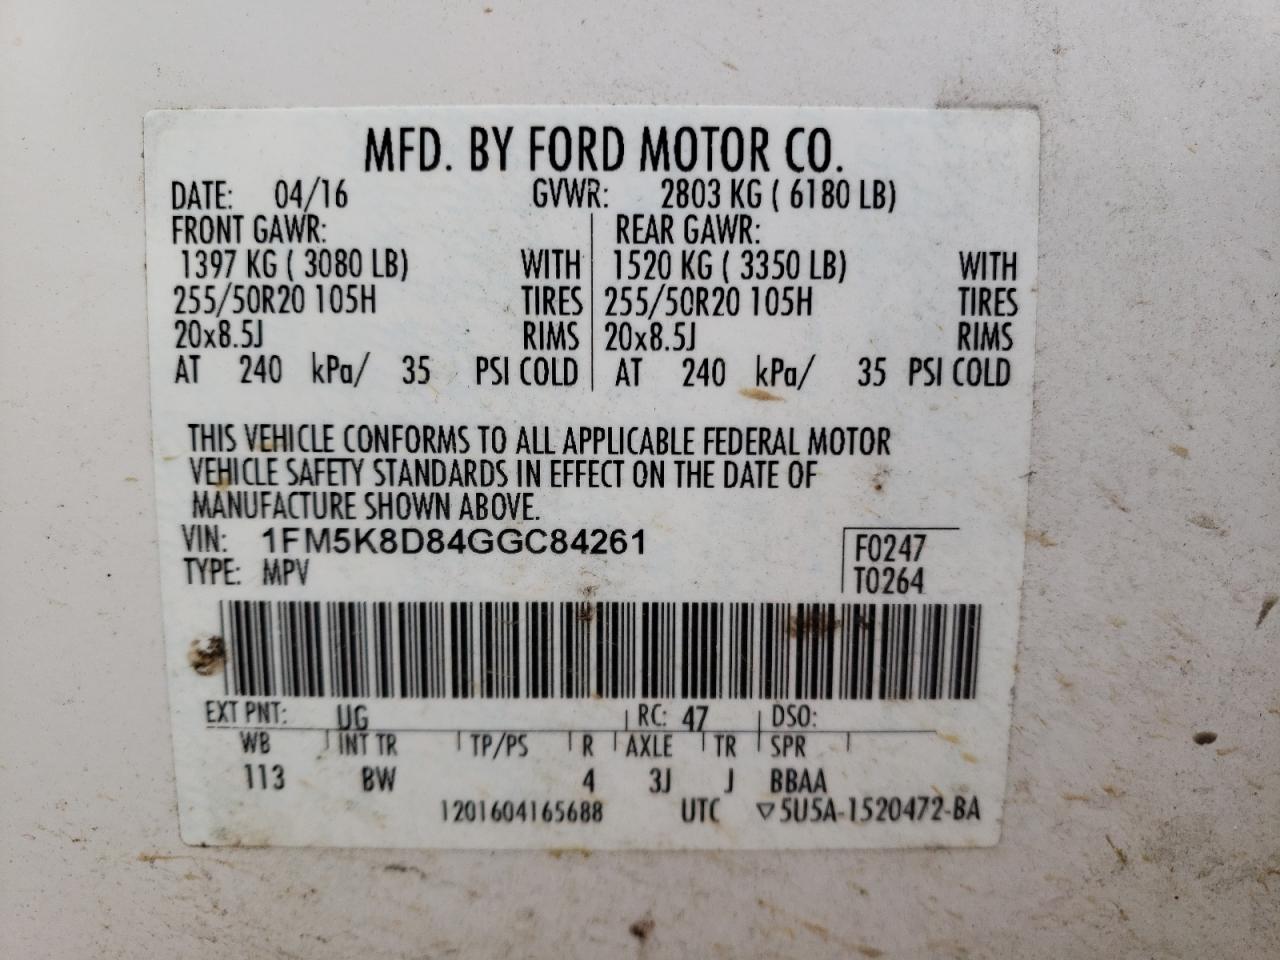 MFD. BY FORD MOTOR CO.
DATE: 04/16 GVWR: 2803 KG ( 6180 LB)
FRONT GAWR: REAR GAWR:
1397 KG ( 3080 LB) WITH 1520 KG ( 3350 LB) WITH
255/50R20 105H TIRES 255/50R20 105H TIRES
20x8.5J RIMS 20x8.5J RIMS
AT 240 kPa/ 35 PSI COLD AT 240 kPa/ 35 PSI COLD
THIS VEHICLE CONFORMS TO ALL APPLICABLE FEDERAL MOTOR
VEHICLE SAFETY STANDARDS IN EFFECT ON THE DATE OF
MANUFACTURE SHOWN ABOVE.
VIN: 1FM5K8D84GGC84261 F0247
TYPE: MPV T0264
EXT PNT: UG RC: 47 DSO:
WB INT TR TP/PS R AXLE TR SPR
113 BW 4 3J J BBAA
1201604165688 UTC ▽5U5A-1520472-BA